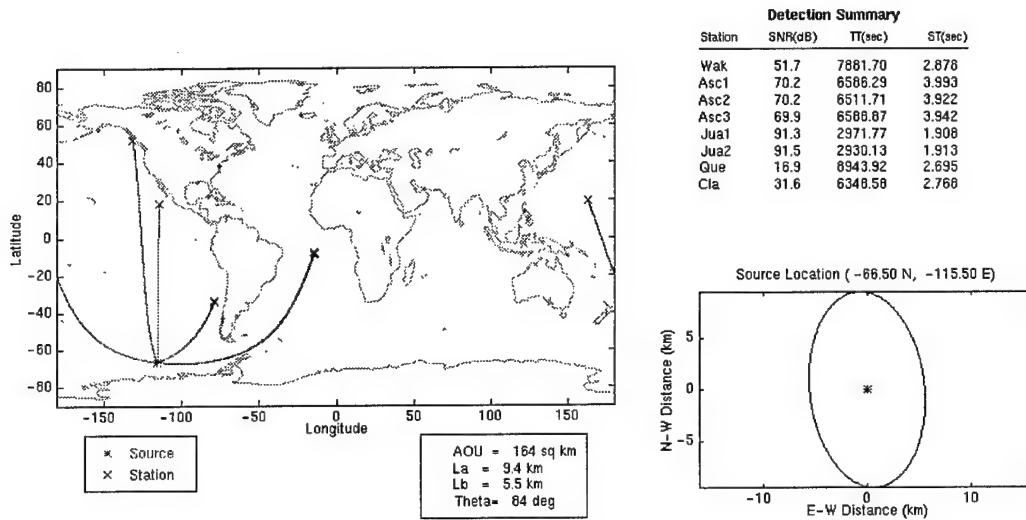 Detection Summary
Station SNR(dB) TT(sec) ST(sec)
Wak 51.7 7881.70 2.878
Asc1 70.2 6586.29 3.993
Asc2 70.2 6511.71 3.922
Asc3 69.9 6586.87 3.942
Jua1 91.3 2971.77 1.908
Jua2 91.5 2930.13 1.913
Que 16.9 8943.92 2.695
Cla 31.6 6348.58 2.768
80
60
40
20
0
-20
-40
-60
-80
Latitude
-150 -100 -50 0 50 100 150
Longitude
* Source
× Station
AOU = 164 sq km
La = 9.4 km
Lb = 5.5 km
Theta= 84 deg
Source Location ( -66.50 N, -115.50 E)
5
0
-5
N-W Distance (km)
-10 0 10
E-W Distance (km)